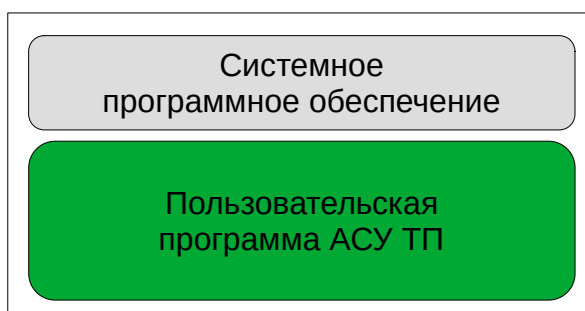 Системное
программное обеспечение
Пользовательская
программа АСУ ТП